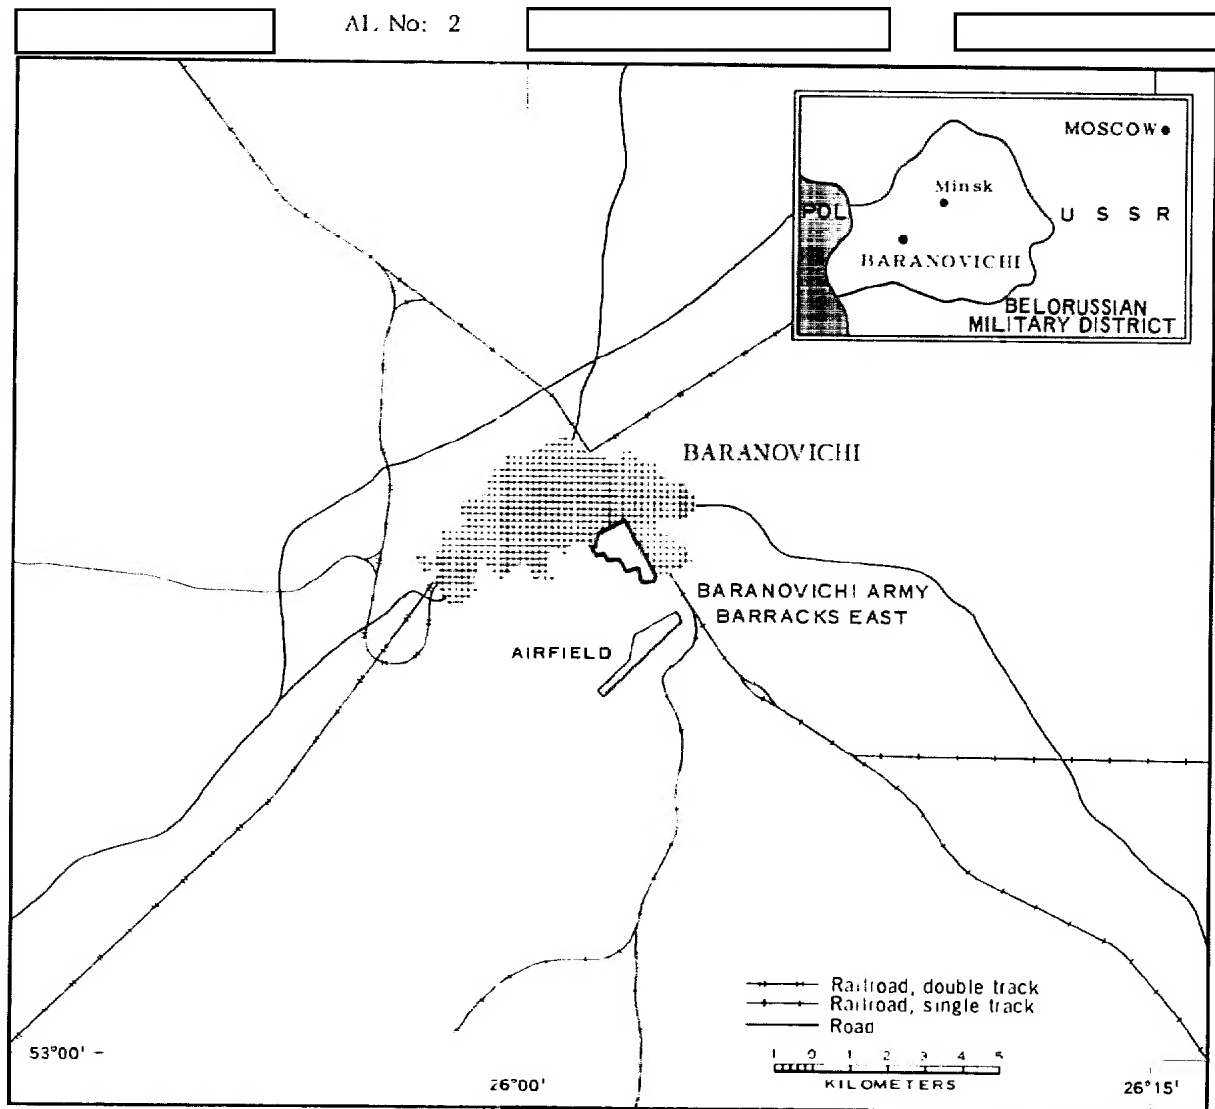 AL No: 2
MOSCOW
Minsk
POL
U S S R
BARANOVICHI
BELORUSSIAN
MILITARY DISTRICT
BARANOVICHI
BARANOVICHI ARMY
BARRACKS EAST
AIRFIELD
Railroad, double track
Railroad, single track
Road
1 0 1 2 3 4 5
KILOMETERS
53°00'
26°00'
26°15'